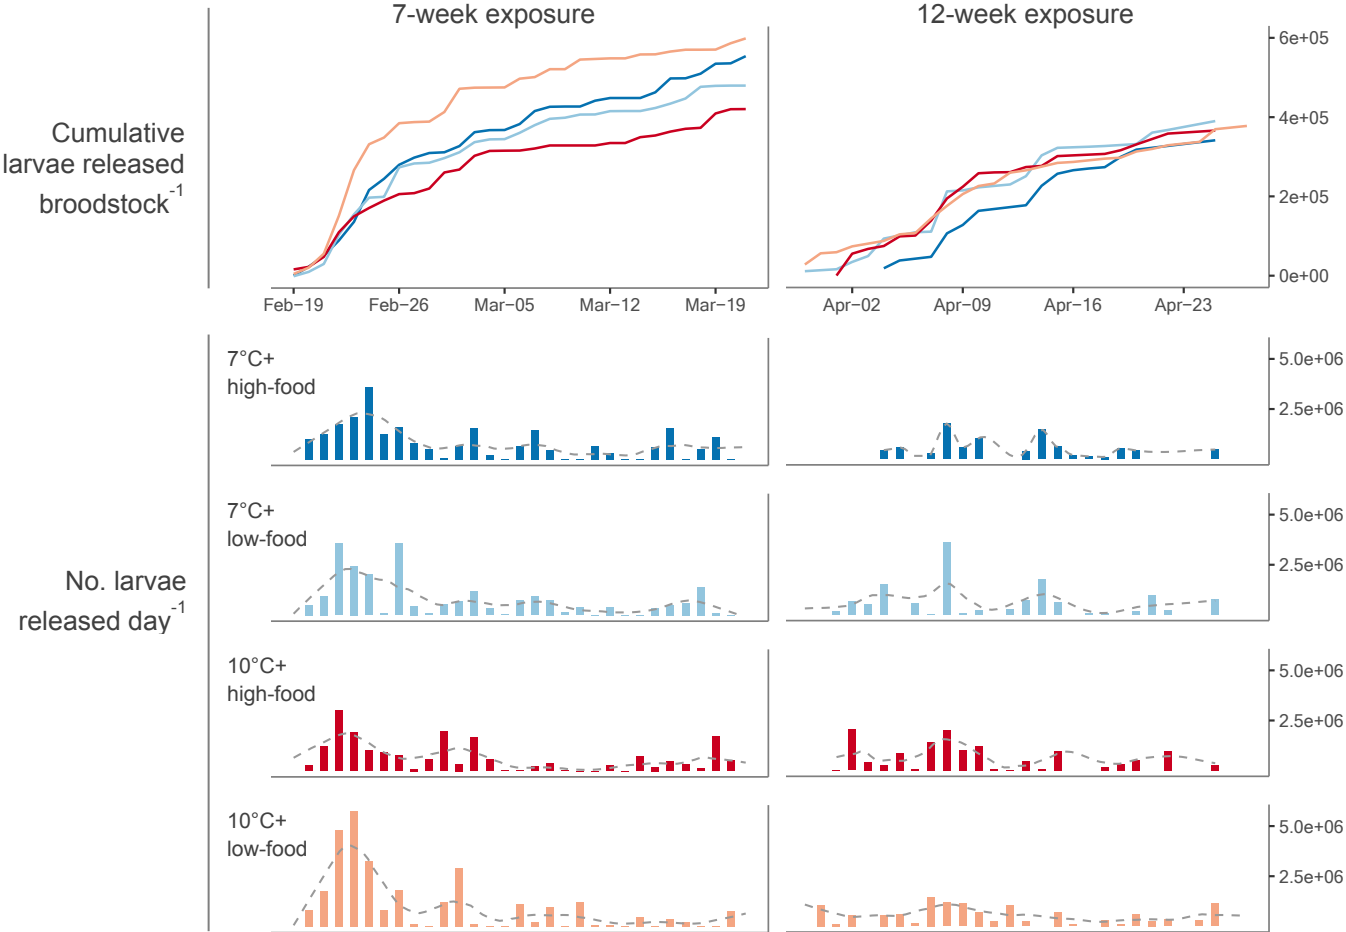 7-week exposure
12-week exposure
Cumulative
larvae released
broodstock-1
6e+05
4e+05
2e+05
0e+00
Feb−19
Feb−26
Mar−05
Mar−12
Mar−19
Apr−02
Apr−09
Apr−16
Apr−23
No. larvae
released day-1
7°C+
high-food
5.0e+06
2.5e+06
7°C+
low-food
5.0e+06
2.5e+06
10°C+
high-food
5.0e+06
2.5e+06
10°C+
low-food
5.0e+06
2.5e+06